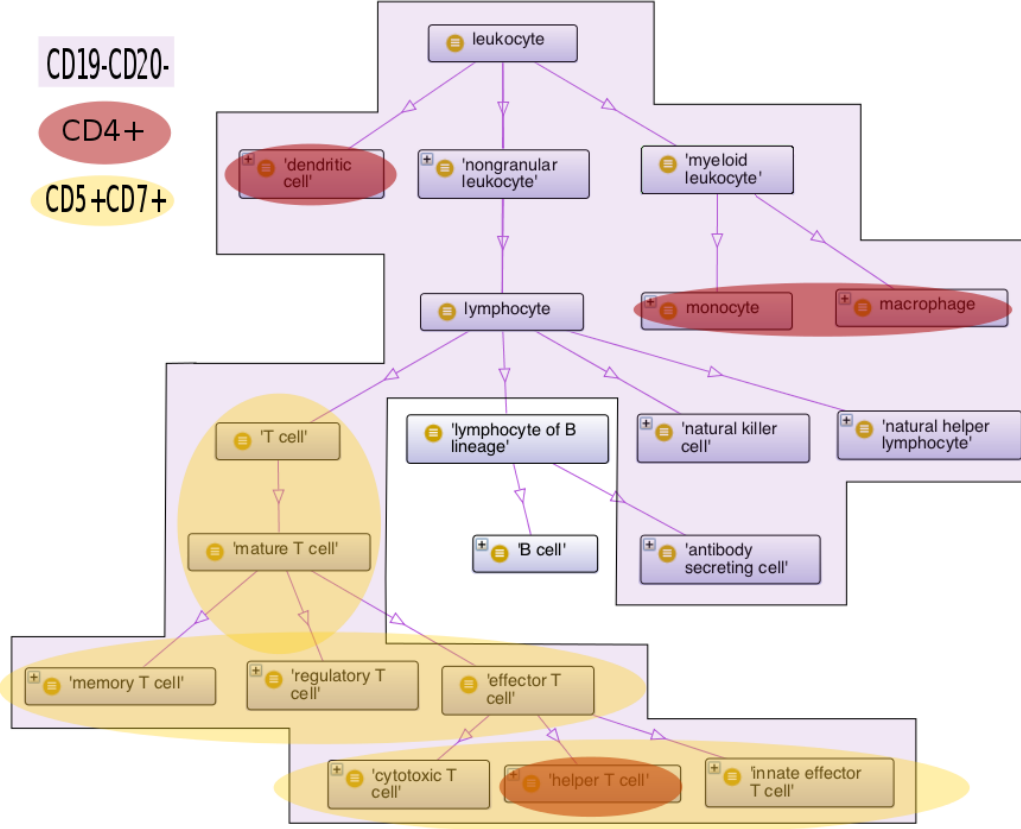 leukocyte
CD19-CD20-
CD4+
CD5+CD7+
'dendritic
cell'
'nongranular
leukocyte'
'myeloid
leukocyte'
lymphocyte
monocyte
macrophage
'T cell'
'lymphocyte of B
lineage'
'natural killer
cell'
'natural helper
lymphocyte'
'mature T cell'
'B cell'
'antibody
secreting cell'
'memory T cell'
'regulatory T
cell'
'effector T
cell'
'cytotoxic T
cell'
'helper T cell'
'innate effector
T cell'